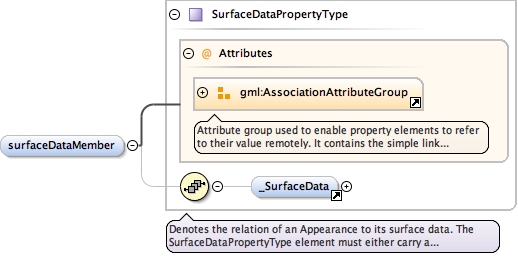 SurfaceDataPropertyType
@ Attributes
gml:AssociationAttributeGroup
Attribute group used to enable property elements to refer
to their value remotely. It contains the simple link...
surfaceDataMember
_SurfaceData
Denotes the relation of an Appearance to its surface data. The
SurfaceDataPropertyType element must either carry a...